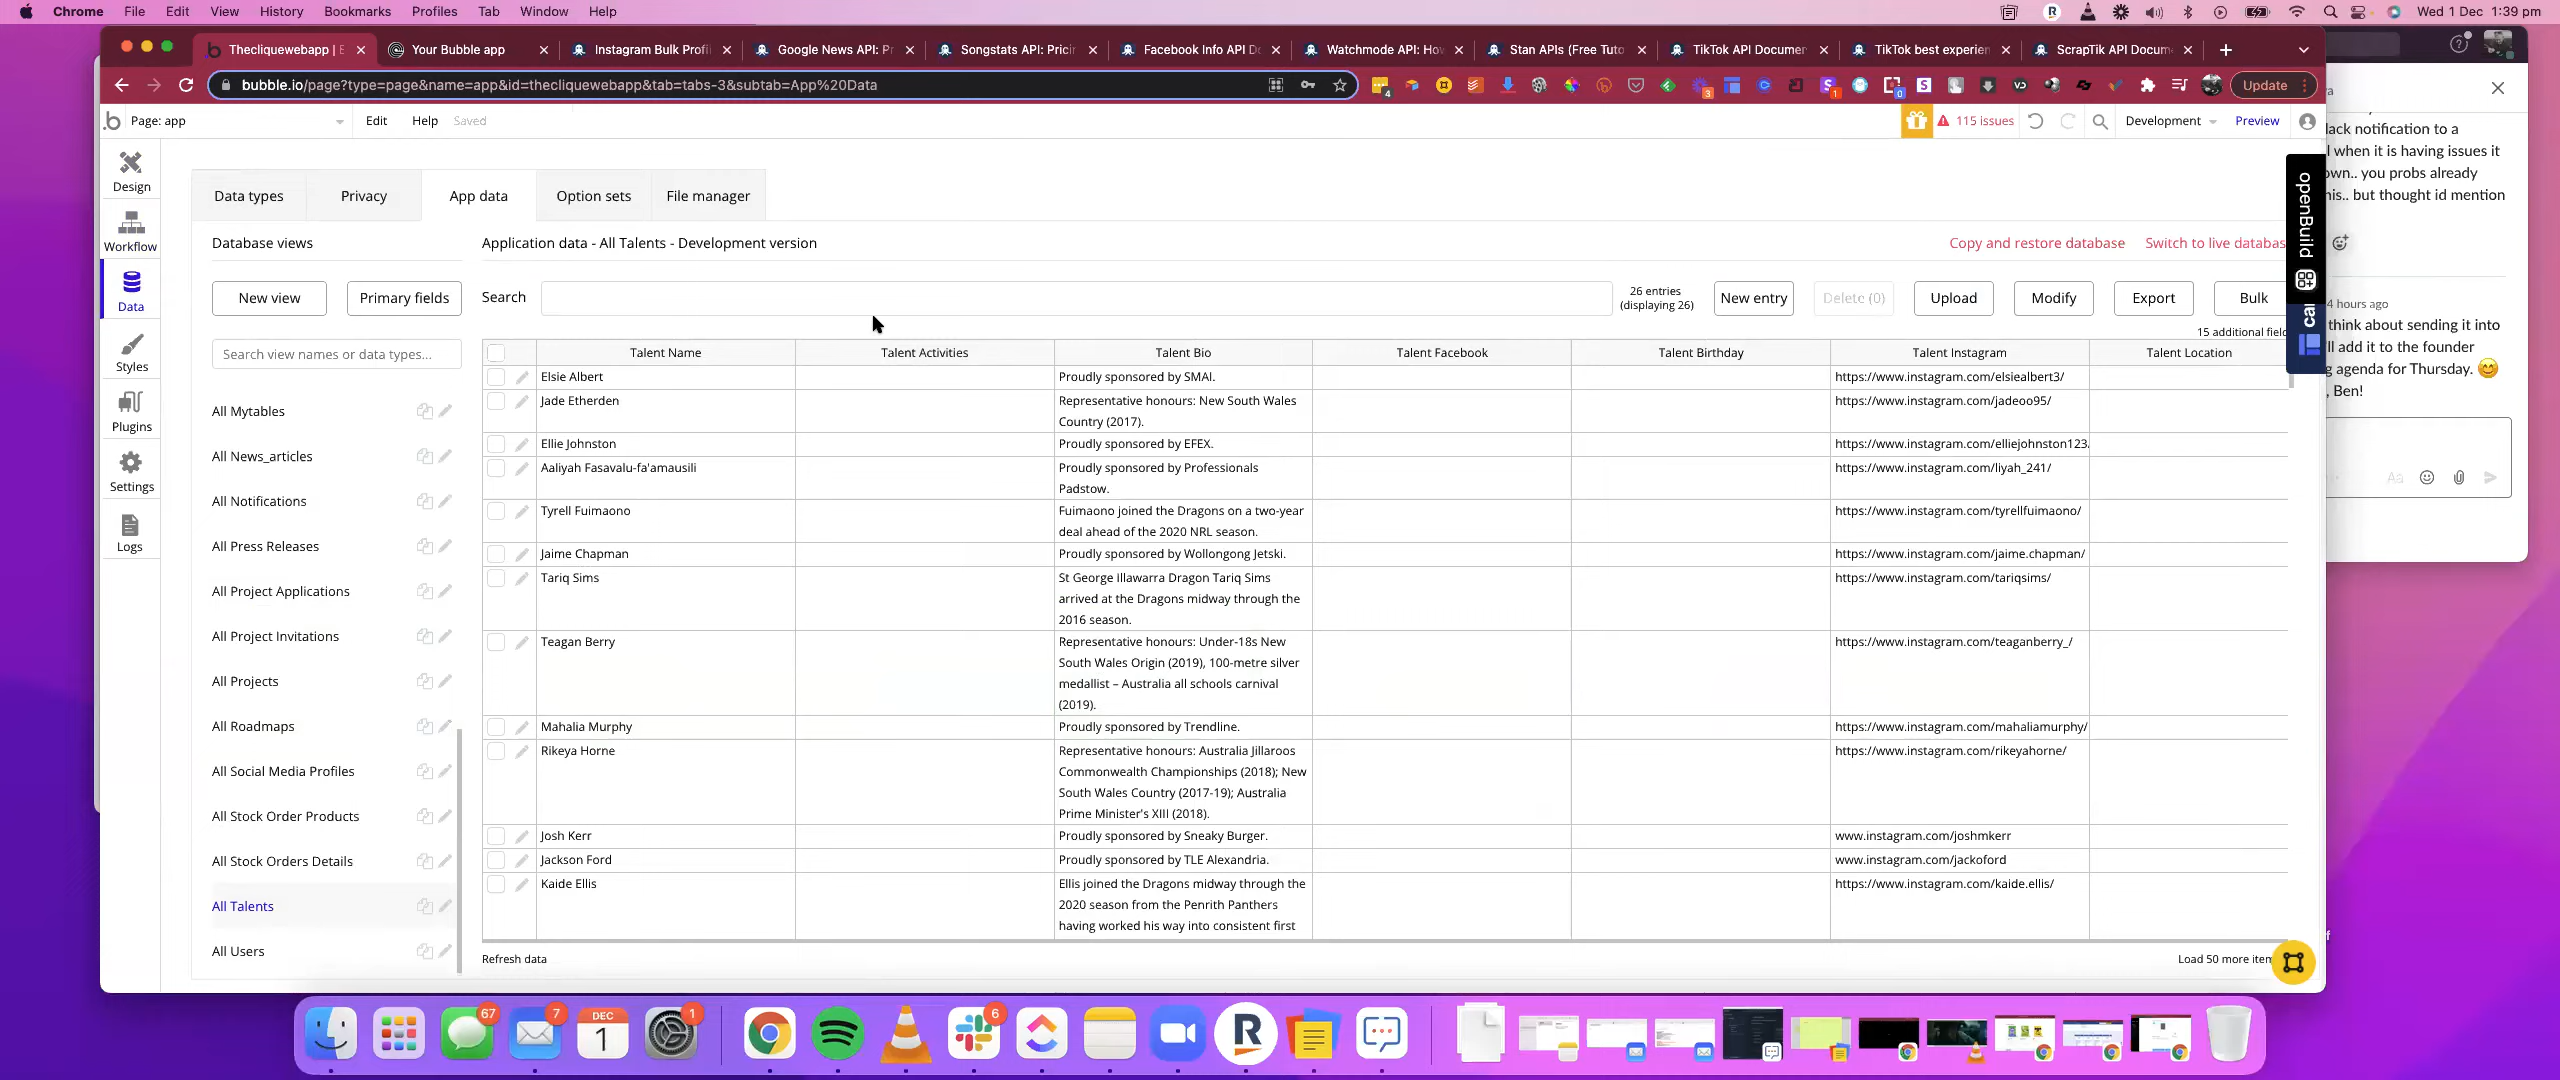 Chrome File Edit View History Bookmarks Profiles Tab Window Help
Wed 1 Dec 1:39 pm
Thecliquewebapp | E
Your Bubble app
Instagram Bulk Profi
Google News API: Pr
Songstats API: Pricin
Facebook Info API Do
Watchmode API: How
Stan APIs (Free Tuto
TikTok API Documen
TikTok best experien
ScrapTik API Docum
bubble.io/page?type=page&name=app&id=thecliquewebapp&tab=tabs-3&subtab=App%20Data
Update
Page: app
Edit
Help
Saved
115 issues
Development
Preview
Design
Workflow
Data
Styles
Plugins
Settings
Logs
Data types
Privacy
App data
Option sets
File manager
Database views
Application data - All Talents - Development version
Copy and restore database
Switch to live databas
New view
Primary fields
Search
26 entries
(displaying 26)
New entry
Delete (0)
Upload
Modify
Export
Bulk
15 additional field
Search view names or data types...
All Mytables
All News_articles
All Notifications
All Press Releases
All Project Applications
All Project Invitations
All Projects
All Roadmaps
All Social Media Profiles
All Stock Order Products
All Stock Orders Details
All Talents
All Users
Talent Name Talent Activities Talent Bio Talent Facebook Talent Birthday Talent Instagram Talent Location
Elsie Albert Proudly sponsored by SMAI. https://www.instagram.com/elsiealbert3/
Jade Etherden Representative honours: New South Wales https://www.instagram.com/jadeoo95/
Country (2017).
Ellie Johnston Proudly sponsored by EFEX. https://www.instagram.com/elliejohnston123.
Aaliyah Fasavalu-fa'amausili Proudly sponsored by Professionals https://www.instagram.com/liyah_241/
Padstow.
Tyrell Fuimaono Fuimaono joined the Dragons on a two-year https://www.instagram.com/tyrellfuimaono/
deal ahead of the 2020 NRL season.
Jaime Chapman Proudly sponsored by Wollongong Jetski. https://www.instagram.com/jaime.chapman/
Tariq Sims St George Illawarra Dragon Tariq Sims https://www.instagram.com/tariqsims/
arrived at the Dragons midway through the
2016 season.
Teagan Berry Representative honours: Under-18s New https://www.instagram.com/teaganberry_/
South Wales Origin (2019), 100-metre silver
medallist – Australia all schools carnival
(2019).
Mahalia Murphy Proudly sponsored by Trendline. https://www.instagram.com/mahaliamurphy/
Rikeya Horne Representative honours: Australia Jillaroos https://www.instagram.com/rikeyahorne/
Commonwealth Championships (2018); New
South Wales Country (2017-19); Australia
Prime Minister's XIII (2018).
Josh Kerr Proudly sponsored by Sneaky Burger. www.instagram.com/joshmkerr
Jackson Ford Proudly sponsored by TLE Alexandria. www.instagram.com/jackoford
Kaide Ellis Ellis joined the Dragons midway through the https://www.instagram.com/kaide.ellis/
2020 season from the Penrith Panthers
having worked his way into consistent first
Refresh data
Load 50 more item
openBuild
ca
lack notification to a
l when it is having issues it
own.. you probs already
his.. but thought id mention
4 hours ago
think about sending it into
'll add it to the founder
g agenda for Thursday.
, Ben!
Aa
67
7
DEC
1
1
6
R